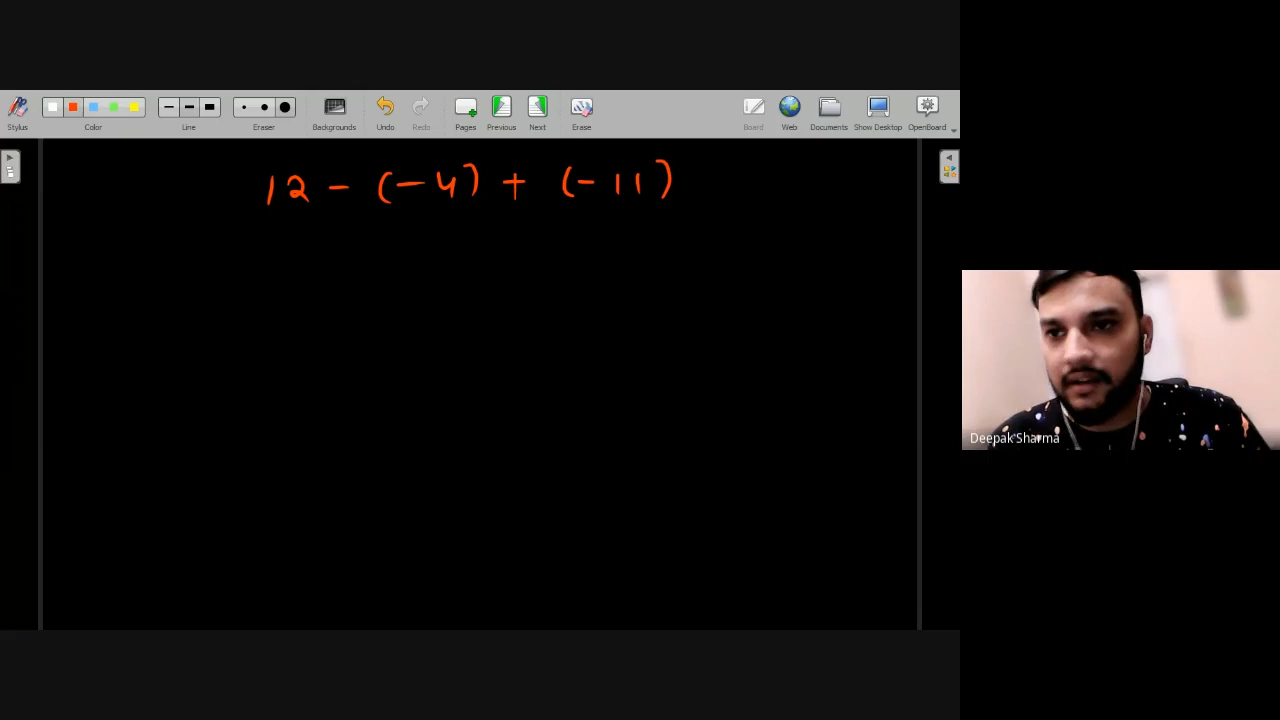 Stylus
Color
Line
Eraser
Backgrounds
Undo
Redo
Pages
Previous
Next
Erase
Board
Web
Documents
Show Desktop
OpenBoard
12 - (-4) + (-11)
Deepak Sharma